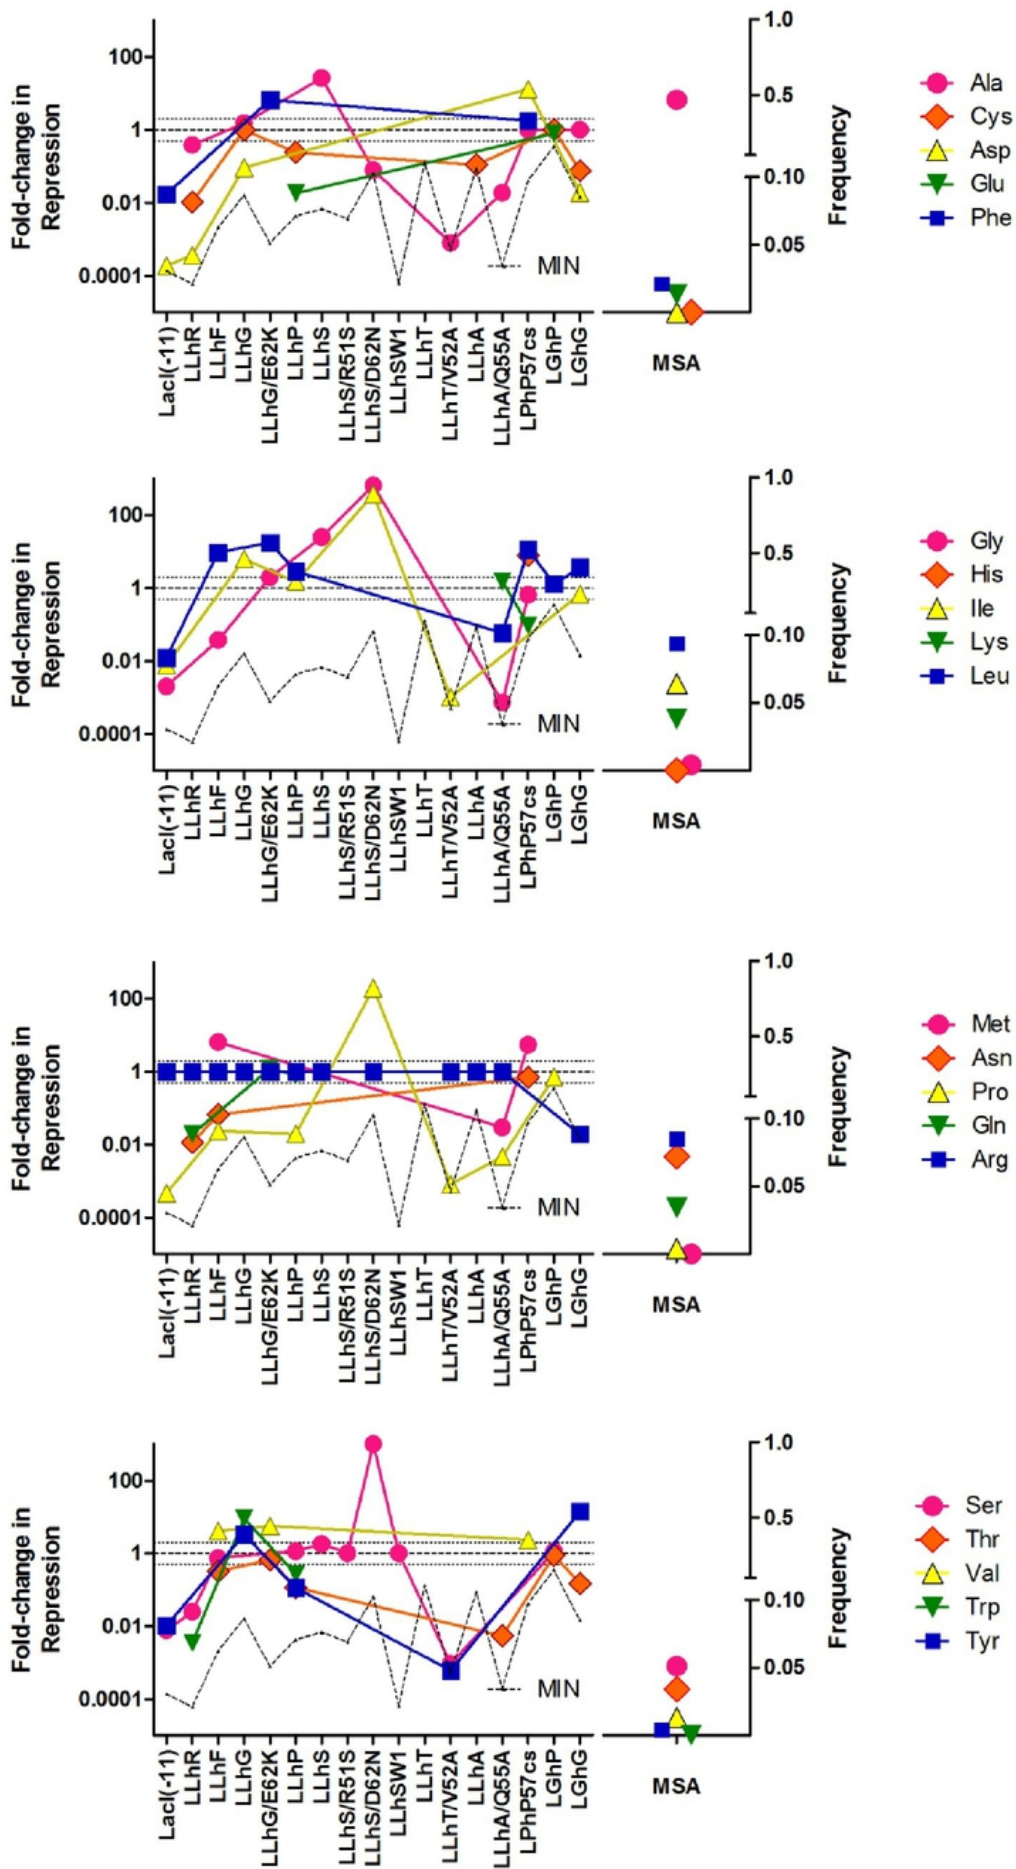 Fold-change in
Repression
100
1
0.01
0.0001
MIN
LacI(-11)
LLhR
LLhF
LLhG
LLhG/E62K
LLhP
LLhS
LLhS/R51S
LLhS/D62N
LLhSW1
LLhT
LLhT/V52A
LLhA
LLhA/Q55A
LPhP57cs
LGhP
LGhG
MSA
1.0
0.5
0.10
0.05
Frequency
Ala
Cys
Asp
Glu
Phe
Fold-change in
Repression
100
1
0.01
0.0001
MIN
LacI(-11)
LLhR
LLhF
LLhG
LLhG/E62K
LLhP
LLhS
LLhS/R51S
LLhS/D62N
LLhSW1
LLhT
LLhT/V52A
LLhA
LLhA/Q55A
LPhP57cs
LGhP
LGhG
MSA
1.0
0.5
0.10
0.05
Frequency
Gly
His
Ile
Lys
Leu
Fold-change in
Repression
100
1
0.01
0.0001
MIN
LacI(-11)
LLhR
LLhF
LLhG
LLhG/E62K
LLhP
LLhS
LLhS/R51S
LLhS/D62N
LLhSW1
LLhT
LLhT/V52A
LLhA
LLhA/Q55A
LPhP57cs
LGhP
LGhG
MSA
1.0
0.5
0.10
0.05
Frequency
Met
Asn
Pro
Gln
Arg
Fold-change in
Repression
100
1
0.01
0.0001
MIN
LacI(-11)
LLhR
LLhF
LLhG
LLhG/E62K
LLhP
LLhS
LLhS/R51S
LLhS/D62N
LLhSW1
LLhT
LLhT/V52A
LLhA
LLhA/Q55A
LPhP57cs
LGhP
LGhG
MSA
1.0
0.5
0.10
0.05
Frequency
Ser
Thr
Val
Trp
Tyr